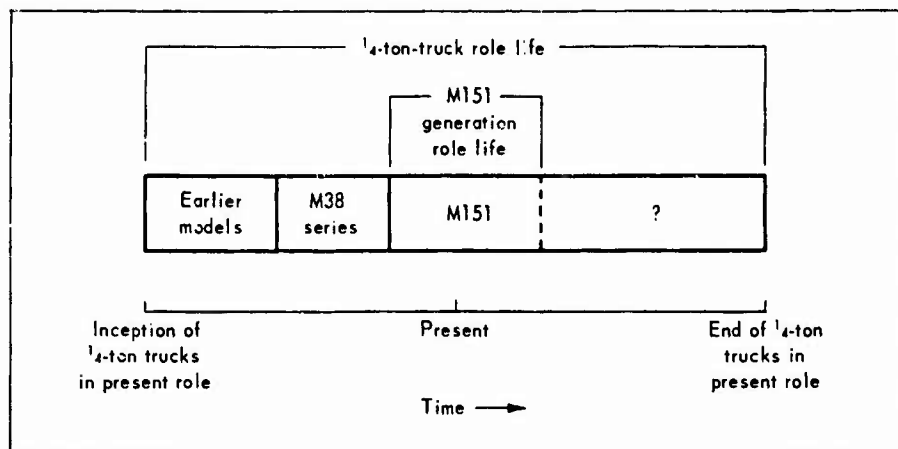 ¼-ton-truck role life
M151
generation
role life
Earlier
models
M38
series
M151
?
Inception of
¼-ton trucks
in present role
Present
End of ¼-ton
trucks in
present role
Time